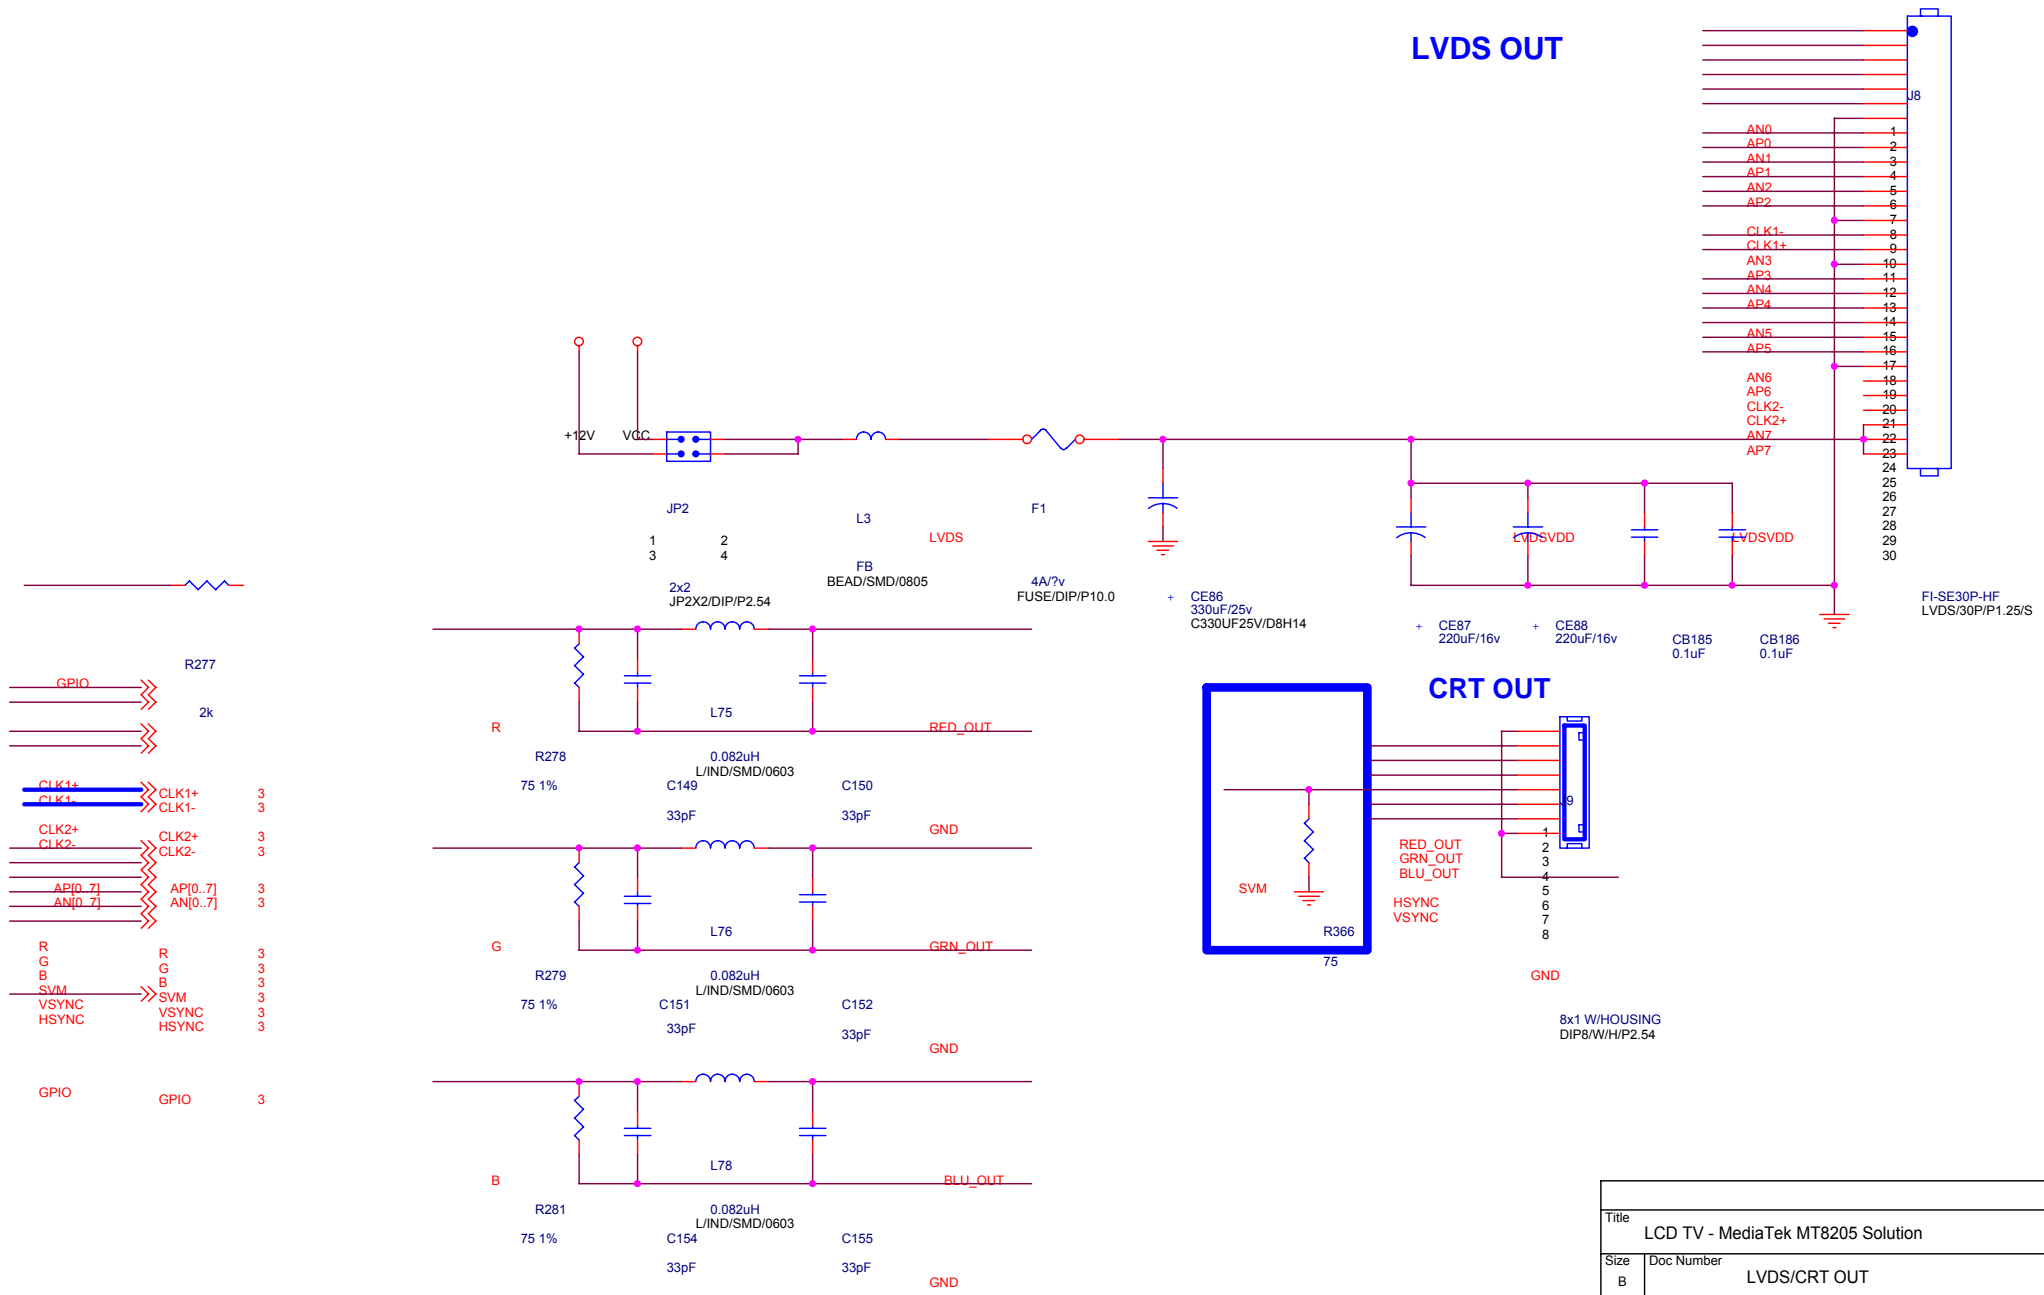 LVDS OUT
J8
AN0
AP0
AN1
AP1
AN2
AP2
CLK1-
CLK1+
AN3
AP3
AN4
AP4
AN5
AP5
AN6
AP6
CLK2-
CLK2+
AN7
AP7
1
2
3
4
5
6
7
8
9
10
11
12
13
14
15
16
17
18
19
20
21
22
23
24
25
26
27
28
29
30
FI-SE30P-HF
LVDS/30P/P1.25/S
+12V
VCC
JP2
1 2
3 4
2x2
JP2X2/DIP/P2.54
L3
FB
BEAD/SMD/0805
LVDS
F1
4A/?v
FUSE/DIP/P10.0
+ CE86
330uF/25v
C330UF25V/D8H14
LVDSVDD
LVDSVDD
+ CE87
220uF/16v
+ CE88
220uF/16v
CB185
0.1uF
CB186
0.1uF
R277
GPIO
2k
CLK1+ CLK1+ 3
CLK1- CLK1- 3
CLK2+ CLK2+ 3
CLK2- CLK2- 3
AP[0..7] AP[0..7] 3
AN[0..7] AN[0..7] 3
R R 3
G G 3
B B 3
SVM SVM 3
VSYNC VSYNC 3
HSYNC HSYNC 3
GPIO GPIO 3
R
L75
RED_OUT
R278
0.082uH
L/IND/SMD/0603
75 1%
C149
C150
33pF
33pF
GND
G
L76
GRN_OUT
R279
0.082uH
L/IND/SMD/0603
75 1%
C151
C152
33pF
33pF
GND
B
L78
BLU_OUT
R281
0.082uH
L/IND/SMD/0603
75 1%
C154
C155
33pF
33pF
GND
CRT OUT
J9
RED_OUT
GRN_OUT
BLU_OUT
HSYNC
VSYNC
1
2
3
4
5
6
7
8
SVM
R366
75
GND
8x1 W/HOUSING
DIP8/W/H/P2.54
Title
LCD TV - MediaTek MT8205 Solution
Size Doc Number
B LVDS/CRT OUT